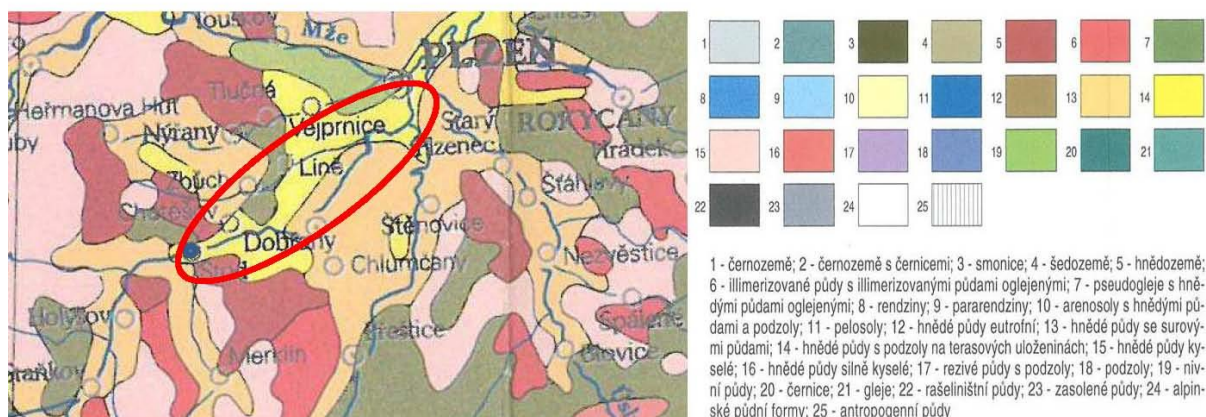 Touškov
Mže
PLZEŇ
Tlučná
Heřmanova Huť
Nýřany
Vejprnice
Starý
Plzenec
ROKYCANY
Hrádek
Líně
Zbůch
Chotěšov
Šťáhlavy
Stod
Dobřany
Štěnovice
Chlumčany
Nezvěstice
Holýšov
Přeštice
Spálené
Merklín
Blovice
1
2
3
4
5
6
7
8
9
10
11
12
13
14
15
16
17
18
19
20
21
22
23
24
25
1 - černozemě; 2 - černozemě s černicemi; 3 - smonice; 4 - šedozemě; 5 - hnědozemě;
6 - illimerizované půdy s illimerizovanými půdami oglejenými; 7 - pseudogleje s hně-
dými půdami oglejenými; 8 - rendziny; 9 - pararendziny; 10 - arenosoly s hnědými pů-
dami a podzoly; 11 - pelosoly; 12 - hnědé půdy eutrofní; 13 - hnědé půdy se surový-
mi půdami; 14 - hnědé půdy s podzoly na terasových uloženinách; 15 - hnědé půdy ky-
selé; 16 - hnědé půdy silně kyselé; 17 - rezivé půdy s podzoly; 18 - podzoly; 19 - niv-
ní půdy; 20 - černice; 21 - gleje; 22 - rašeliništní půdy; 23 - zasolené půdy; 24 - alpin-
ské půdní formy; 25 - antropogenní půdy